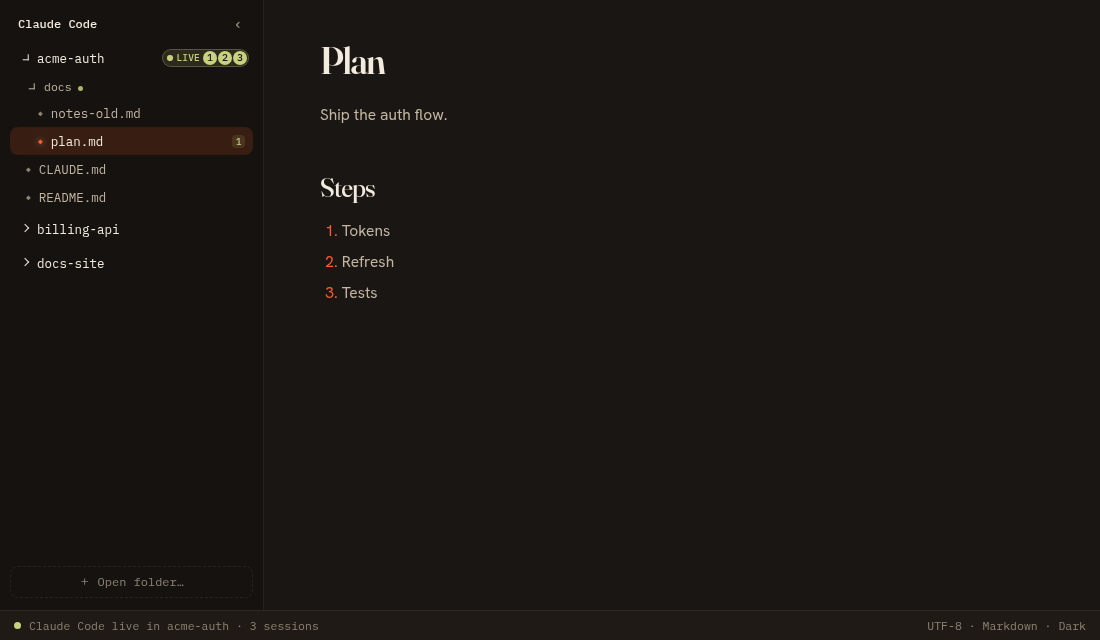 Claude Code ‹
acme-auth LIVE 1 2 3
docs
notes-old.md
plan.md 1
CLAUDE.md
README.md
billing-api
docs-site
+ Open folder…
Plan
Ship the auth flow.
Steps
1. Tokens
2. Refresh
3. Tests
Claude Code live in acme-auth · 3 sessions
UTF-8 · Markdown · Dark